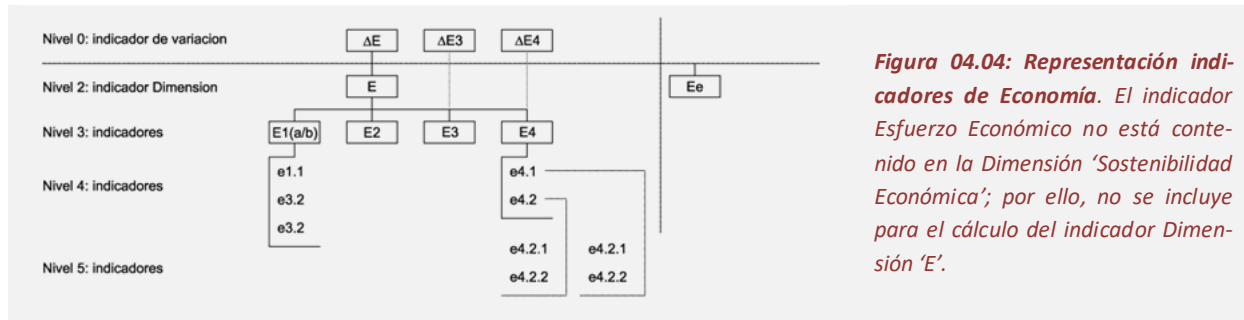 Nivel 0: indicador de variacion
ΔE ΔE3 ΔE4
Nivel 2: indicador Dimension
E Ee
Nivel 3: indicadores
E1(a/b) E2 E3 E4
Nivel 4: indicadores
e1.1 e4.1
e3.2 e4.2
e3.2
e4.2.1 e4.2.1
Nivel 5: indicadores
e4.2.2 e4.2.2
Figura 04.04: Representación indi-
cadores de Economía. El indicador
Esfuerzo Económico no está conte-
nido en la Dimensión ‘Sostenibilidad
Económica’; por ello, no se incluye
para el cálculo del indicador Dimen-
sión ‘E’.